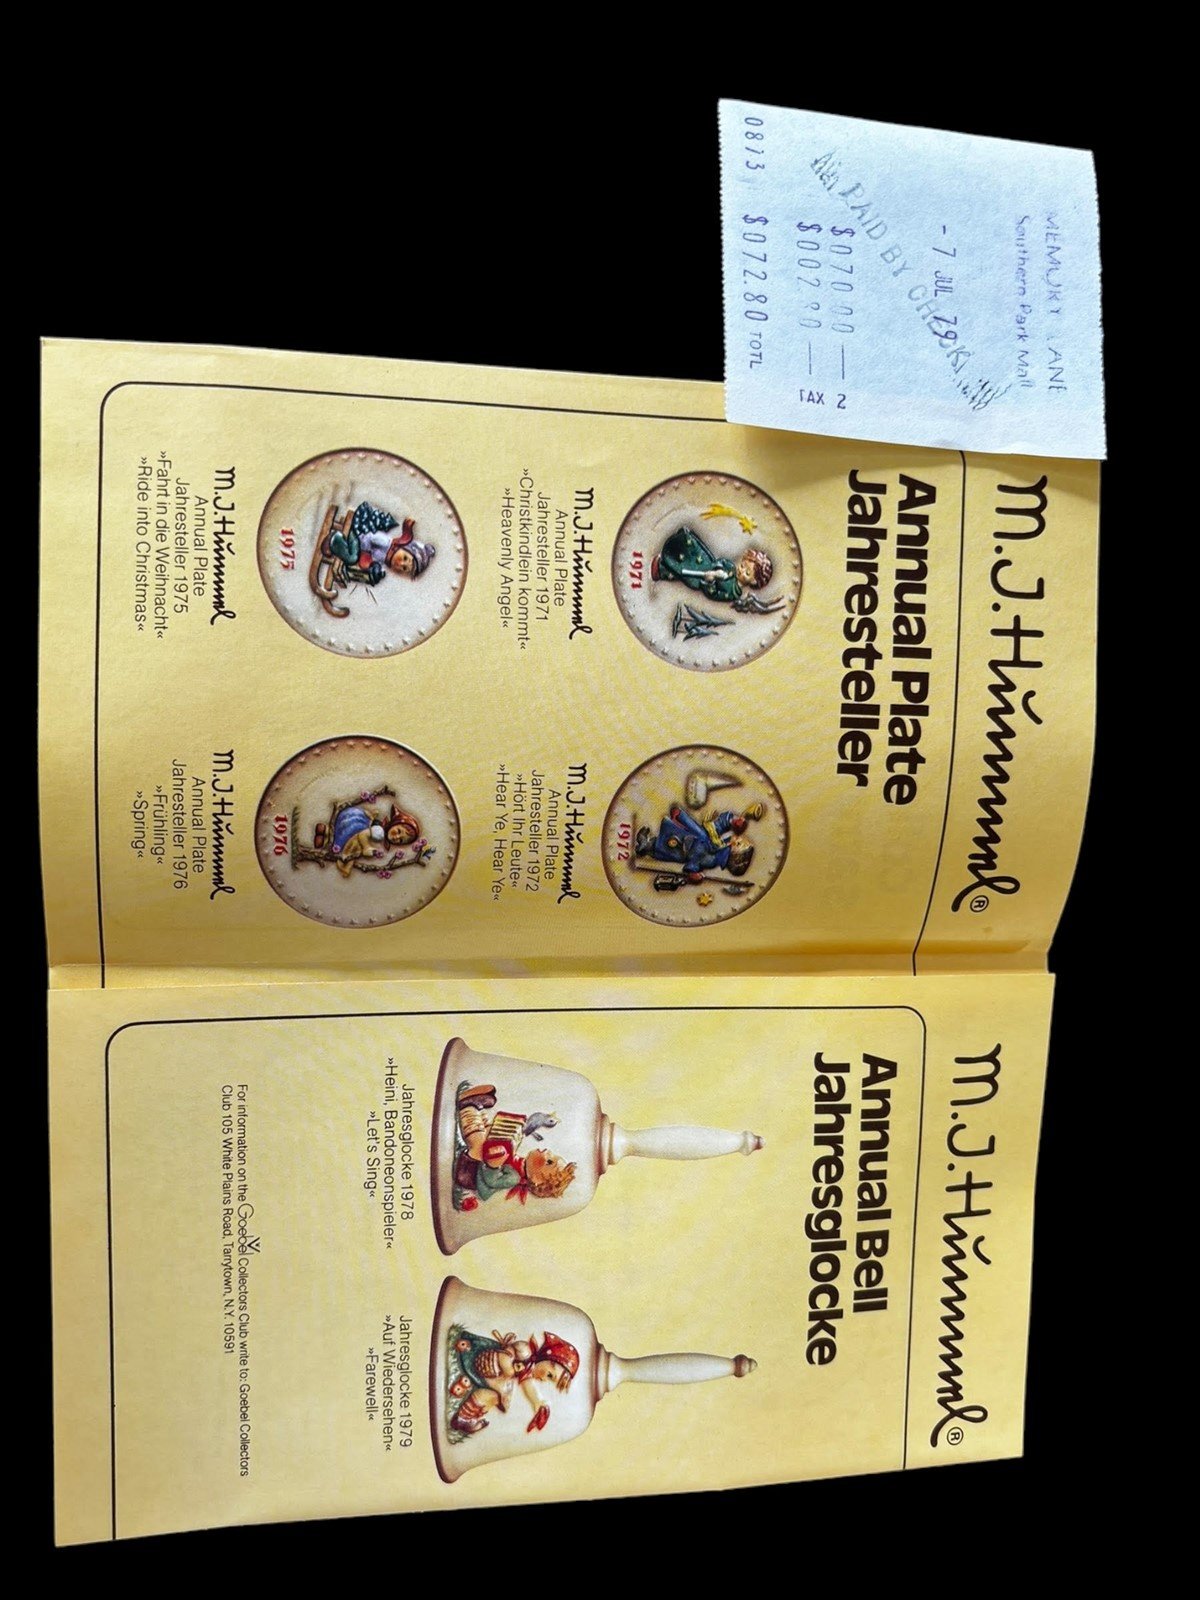 MEMORY LANE
Southern Park Mall
- 7 JUL 79
PAID BY CHECK
$070.00 — 2
$002.80 — TAX
0873 $072.80 TOTL
M.J.Hümmel®
Annual Plate
Jahresteller
1971
M.J.Hümmel
Annual Plate
Jahresteller 1971
»Christkindlein kommt«
»Heavenly Angel«
1972
M.J.Hümmel
Annual Plate
Jahresteller 1972
»Hört Ihr Leute«
»Hear Ye, Hear Ye«
1975
M.J.Hümmel
Annual Plate
Jahresteller 1975
»Fahrt in die Weihnacht«
»Ride into Christmas«
1976
M.J.Hümmel
Annual Plate
Jahresteller 1976
»Frühling«
»Spring«
M.J.Hümmel®
Annual Bell
Jahresglocke
Jahresglocke 1978
»Heini, Bandoneonspieler«
»Let's Sing«
Jahresglocke 1979
»Auf Wiedersehen«
»Farewell«
For information on the Goebel Collectors Club write to: Goebel Collectors
Club 105 White Plains Road, Tarrytown, N.Y. 10591